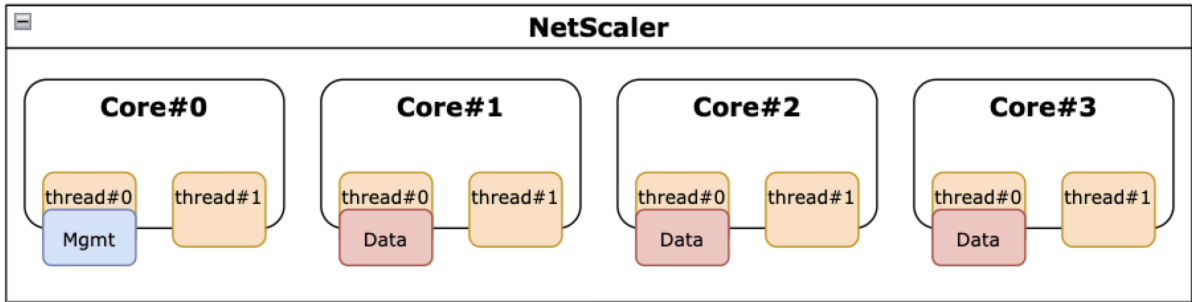 NetScaler
Core#0
Core#1
Core#2
Core#3
thread#0
thread#1
thread#0
thread#1
thread#0
thread#1
thread#0
thread#1
Mgmt
Data
Data
Data